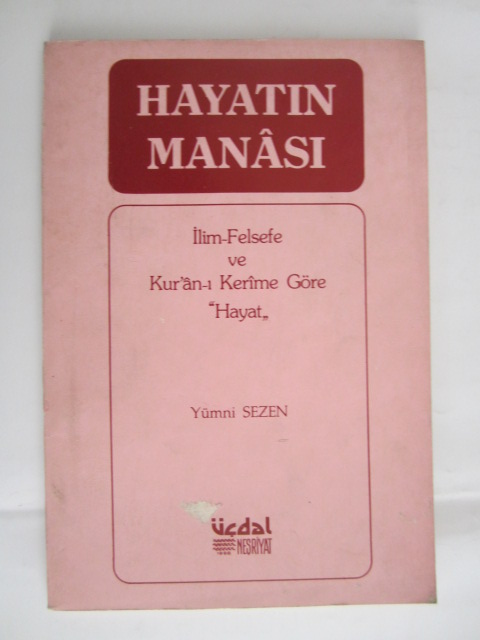 HAYATIN
MANÂSI
İlim-Felsefe
ve
Kur'ân-ı Kerîme Göre
"Hayat„
Yümni SEZEN
üçdal
NEŞRİYAT